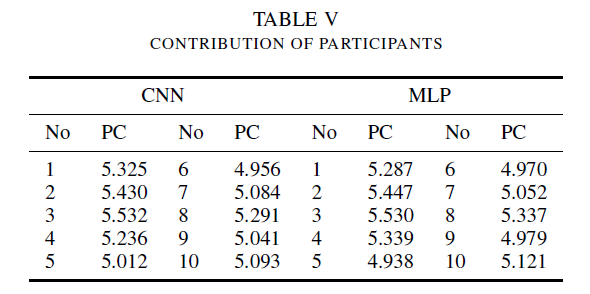 TABLE V
CONTRIBUTION OF PARTICIPANTS
CNN MLP
No PC No PC No PC No PC
1 5.325 6 4.956 1 5.287 6 4.970
2 5.430 7 5.084 2 5.447 7 5.052
3 5.532 8 5.291 3 5.530 8 5.337
4 5.236 9 5.041 4 5.339 9 4.979
5 5.012 10 5.093 5 4.938 10 5.121